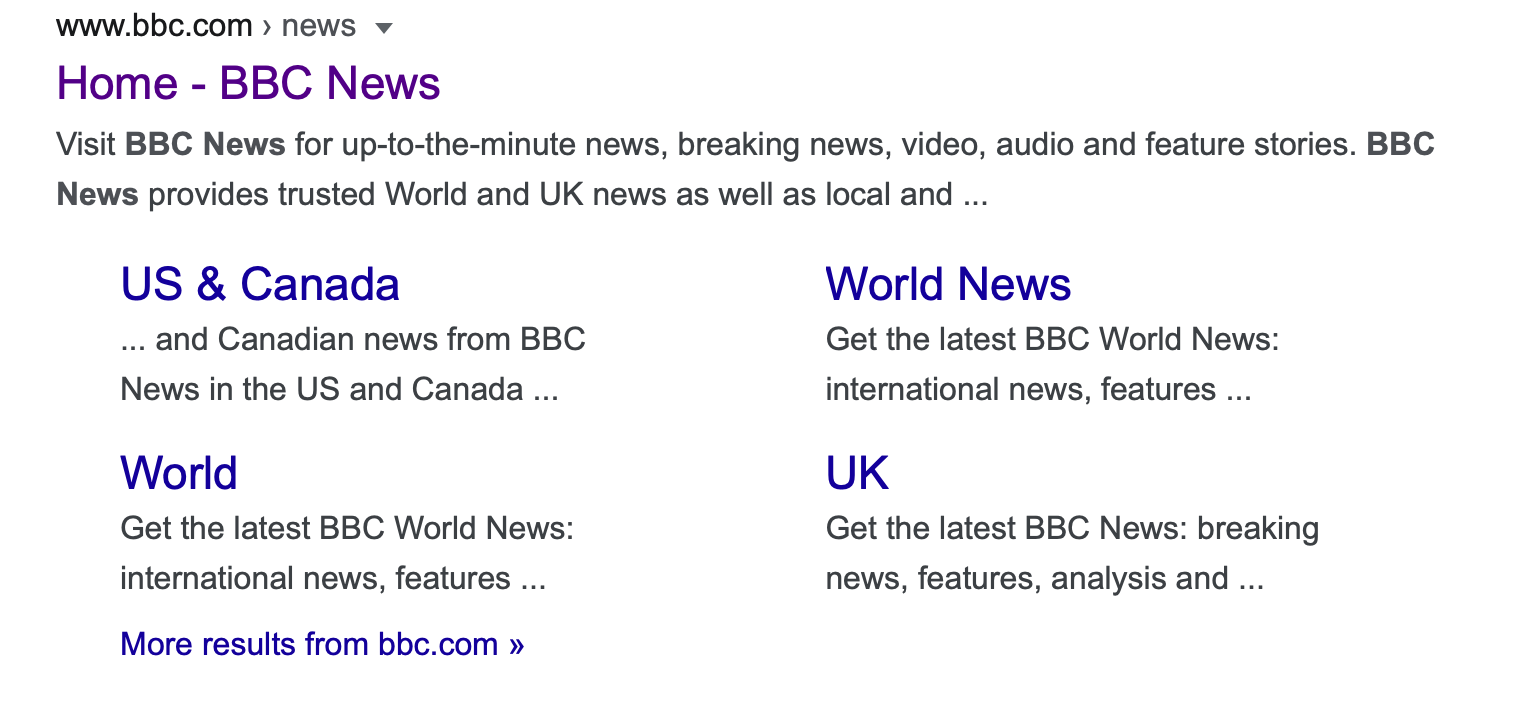 www.bbc.com › news
Home - BBC News
Visit BBC News for up-to-the-minute news, breaking news, video, audio and feature stories. BBC
News provides trusted World and UK news as well as local and ...
US & Canada
... and Canadian news from BBC
News in the US and Canada ...
World News
Get the latest BBC World News:
international news, features ...
World
Get the latest BBC World News:
international news, features ...
UK
Get the latest BBC News: breaking
news, features, analysis and ...
More results from bbc.com »